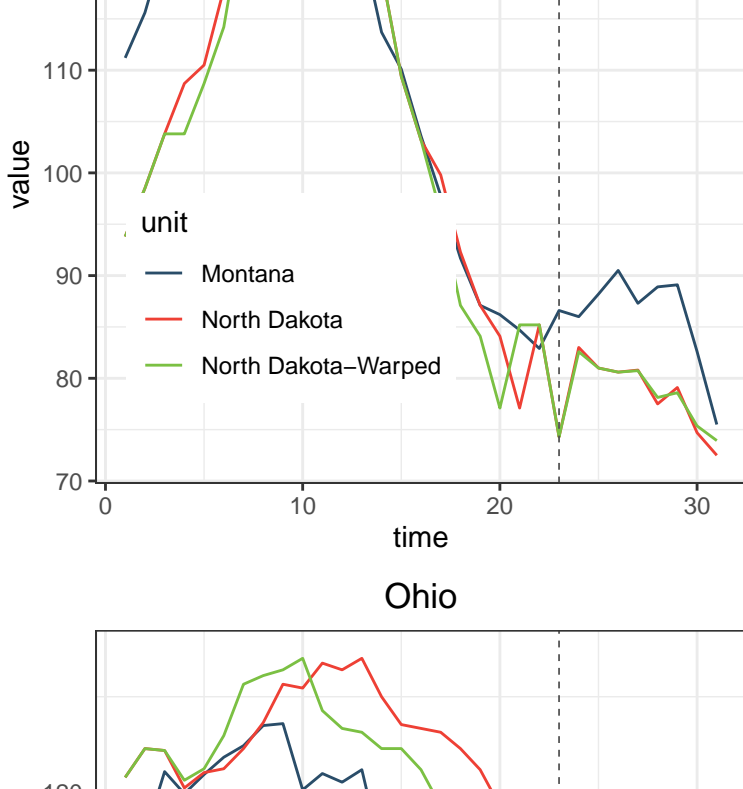 110
100
90
80
70
value
unit
Montana
North Dakota
North Dakota−Warped
0 10 20 30
time
Ohio